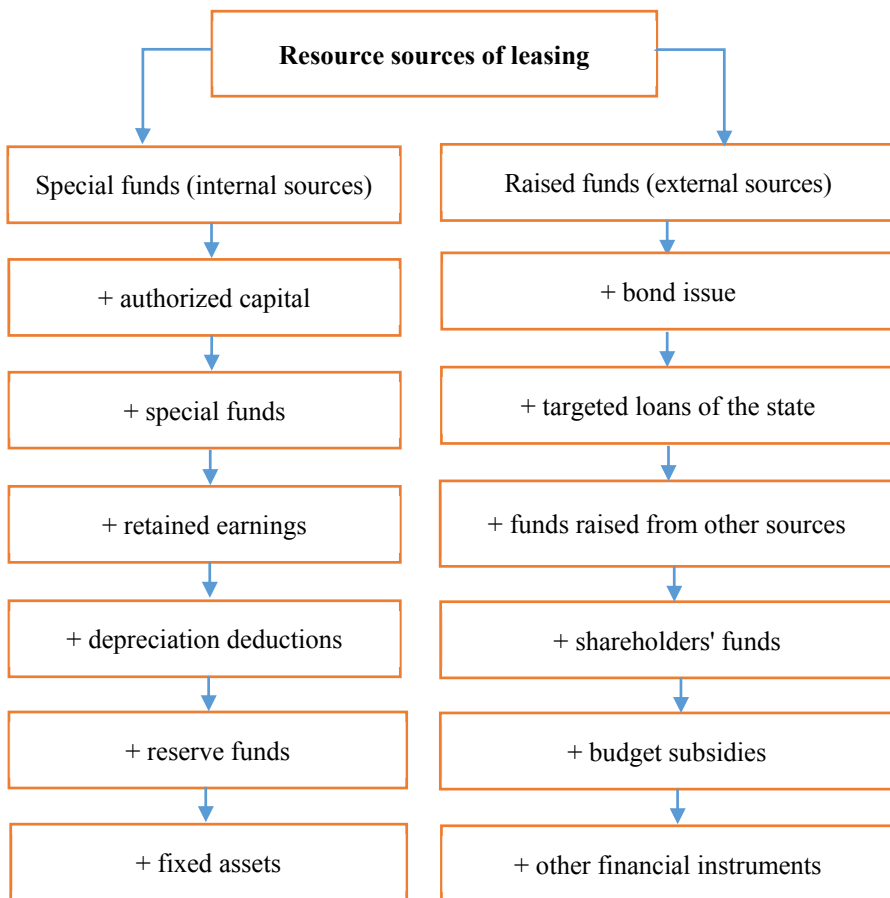 Resource sources of leasing
Special funds (internal sources)
+ authorized capital
+ special funds
+ retained earnings
+ depreciation deductions
+ reserve funds
+ fixed assets
Raised funds (external sources)
+ bond issue
+ targeted loans of the state
+ funds raised from other sources
+ shareholders' funds
+ budget subsidies
+ other financial instruments